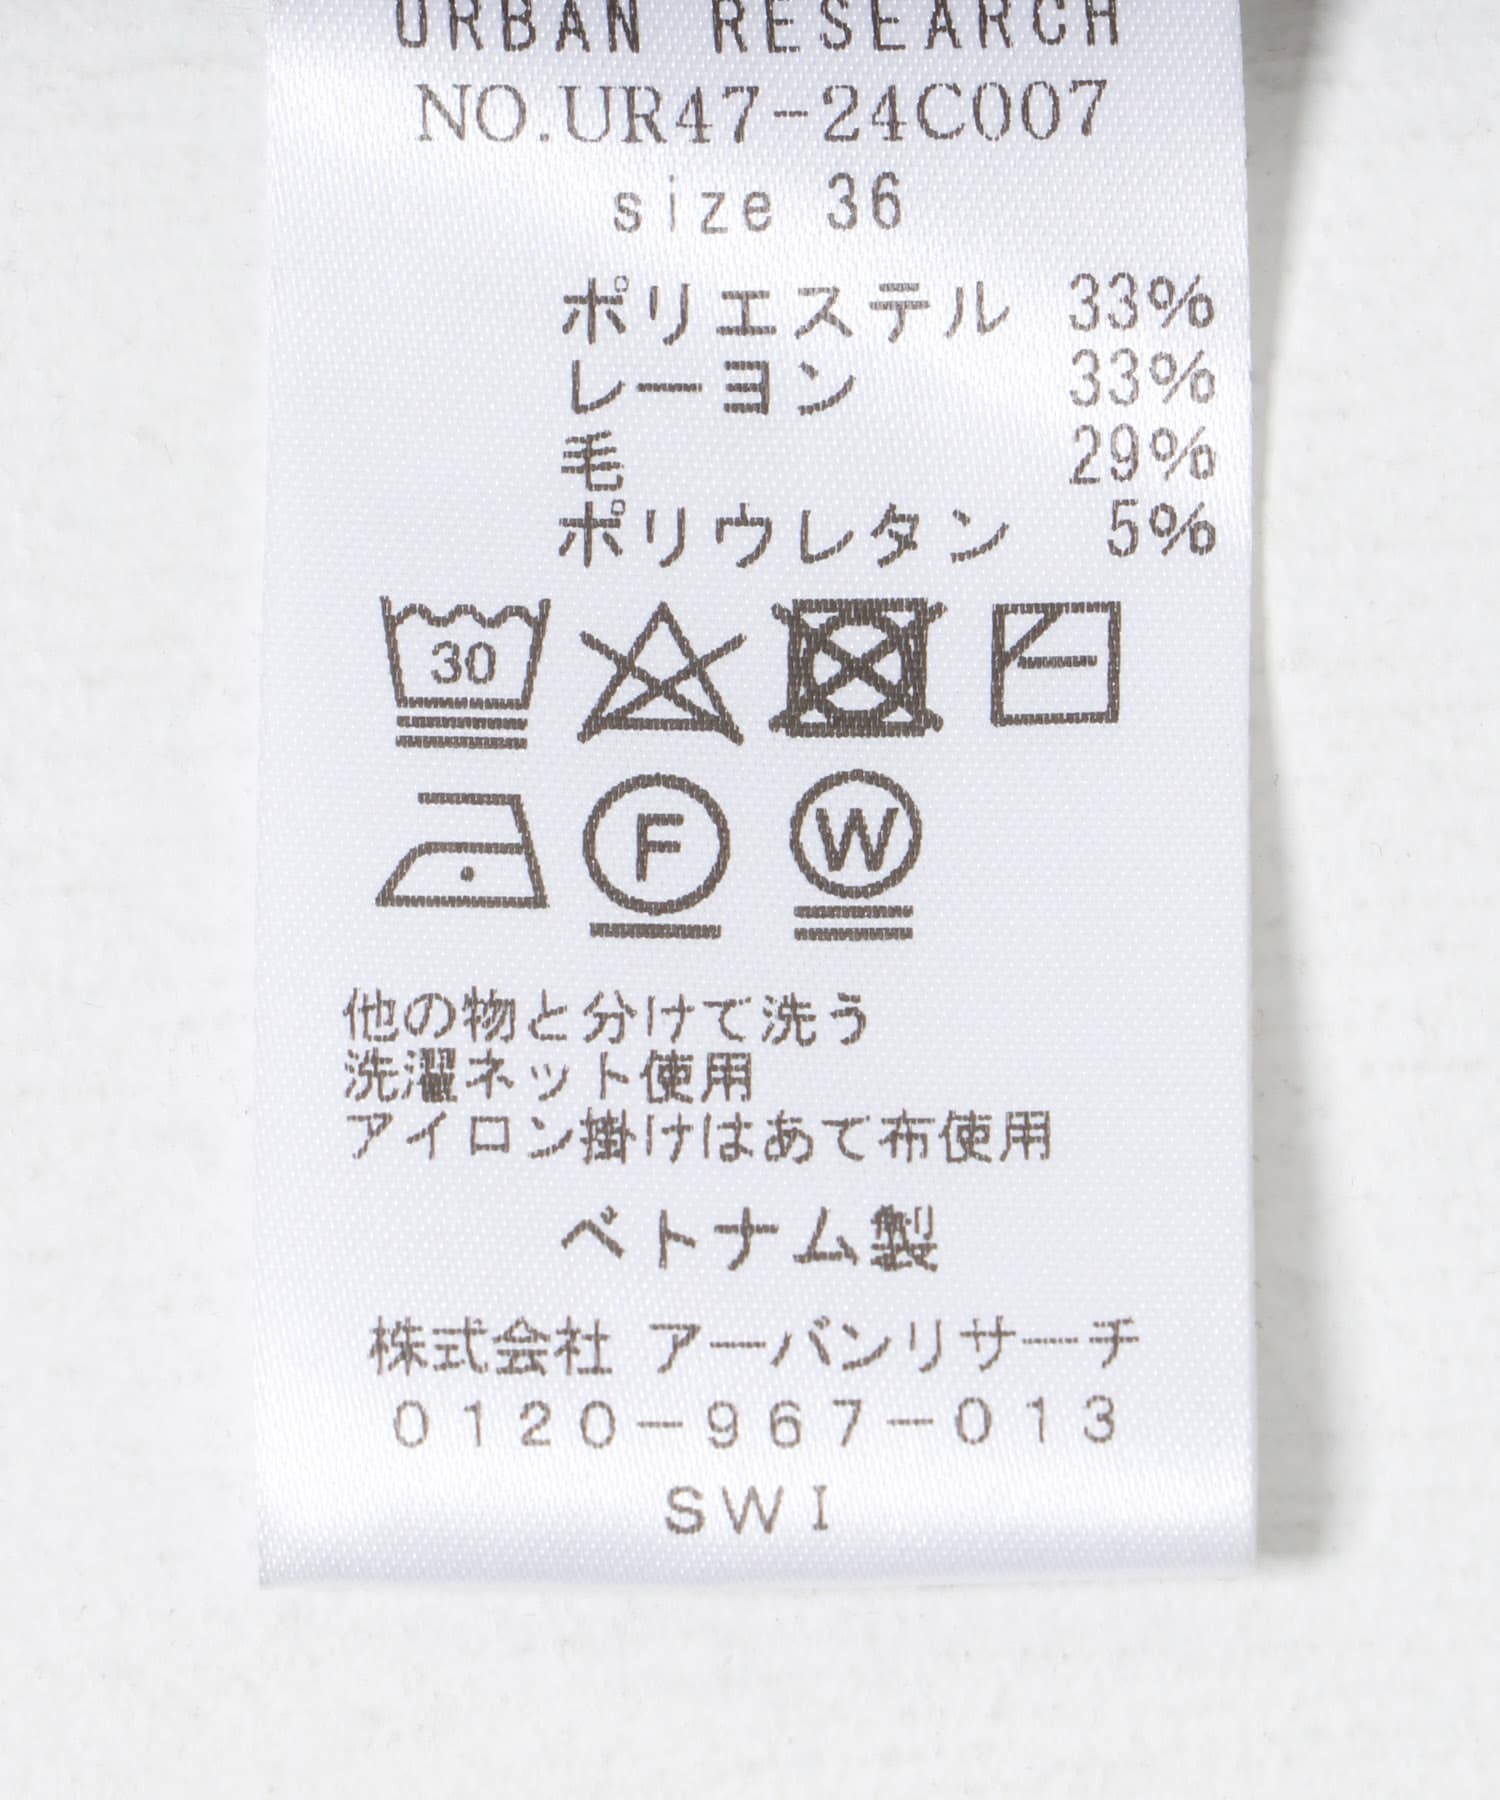 URBAN RESEARCH
NO.UR47-24C007
size 36
ポリエステル 33%
レーヨン 33%
毛 29%
ポリウレタン 5%
30
F
W
他の物と分けて洗う
洗濯ネット使用
アイロン掛けはあて布使用
ベトナム製
株式会社 アーバンリサーチ
0120-967-013
SWI